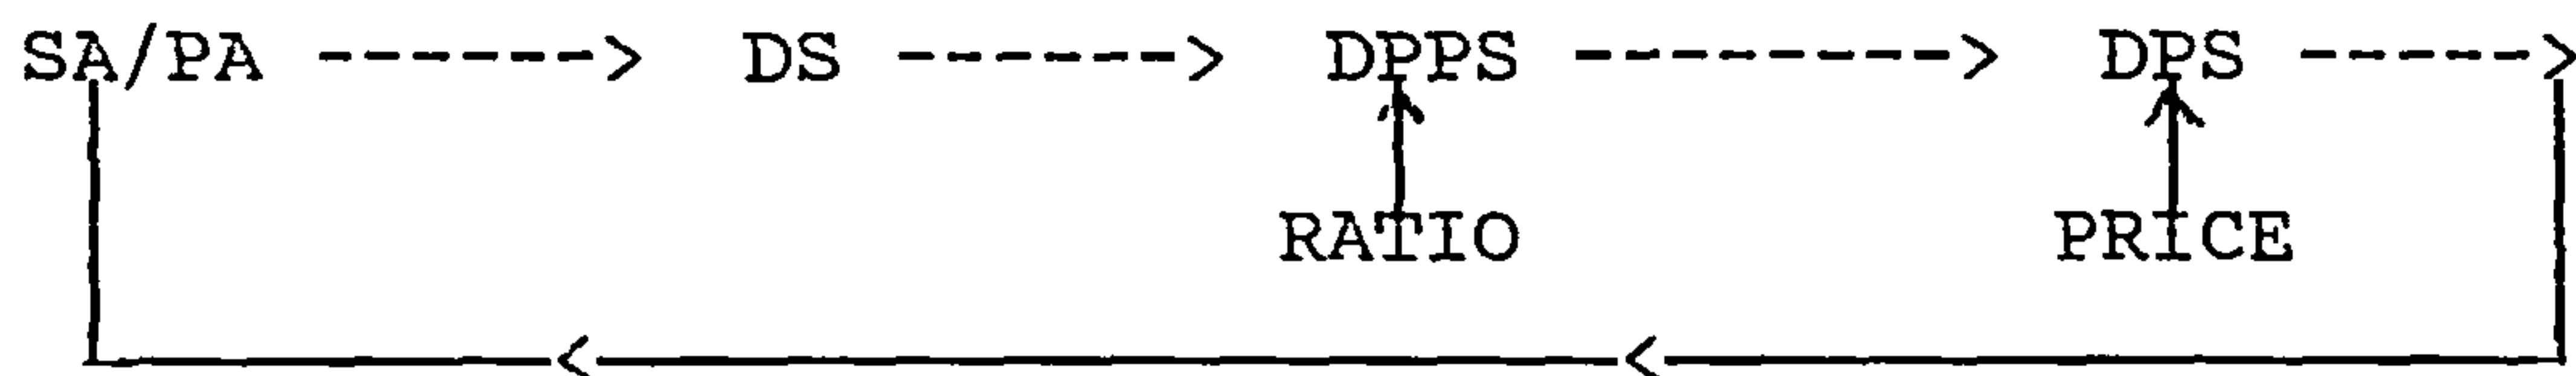 SA/PA ------> DS ------> DPPS --------> DPS ----->
RATIO PRICE